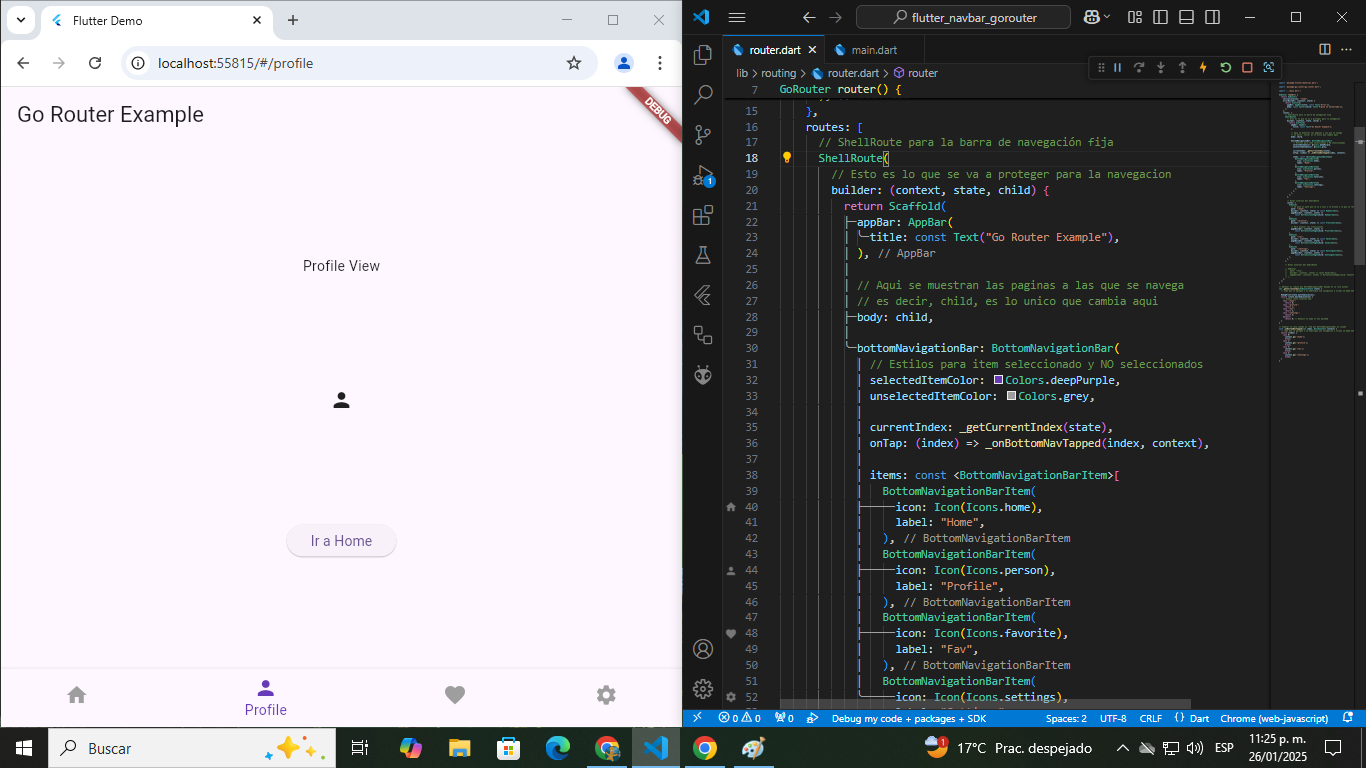 Flutter Demo
localhost:55815/#/profile
DEBUG
Go Router Example
Profile View
Ir a Home
Profile
flutter_navbar_gorouter
router.dart
main.dart
lib > routing > router.dart > router
7 GoRouter router() {
15 },
16 routes: [
17 // ShellRoute para la barra de navegación fija
18 ShellRoute(
19 // Esto es lo que se va a proteger para la navegacion
20 builder: (context, state, child) {
21 return Scaffold(
22 appBar: AppBar(
23 title: const Text("Go Router Example"),
24 ), // AppBar
25
26 // Aqui se muestran las paginas a las que se navega
27 // es decir, child, es lo unico que cambia aqui
28 body: child,
29
30 bottomNavigationBar: BottomNavigationBar(
31 // Estilos para item seleccionado y NO seleccionados
32 selectedItemColor: Colors.deepPurple,
33 unselectedItemColor: Colors.grey,
34
35 currentIndex: _getCurrentIndex(state),
36 onTap: (index) => _onBottomNavTapped(index, context),
37
38 items: const <BottomNavigationBarItem>[
39 BottomNavigationBarItem(
40 icon: Icon(Icons.home),
41 label: "Home",
42 ), // BottomNavigationBarItem
43 BottomNavigationBarItem(
44 icon: Icon(Icons.person),
45 label: "Profile",
46 ), // BottomNavigationBarItem
47 BottomNavigationBarItem(
48 icon: Icon(Icons.favorite),
49 label: "Fav",
50 ), // BottomNavigationBarItem
51 BottomNavigationBarItem(
52 icon: Icon(Icons.settings),
1
0 0 0 Debug my code + packages + SDK Spaces: 2 UTF-8 CRLF {} Dart Chrome (web-javascript)
Buscar
1
17°C Prac. despejado
ESP
11:25 p. m.
26/01/2025